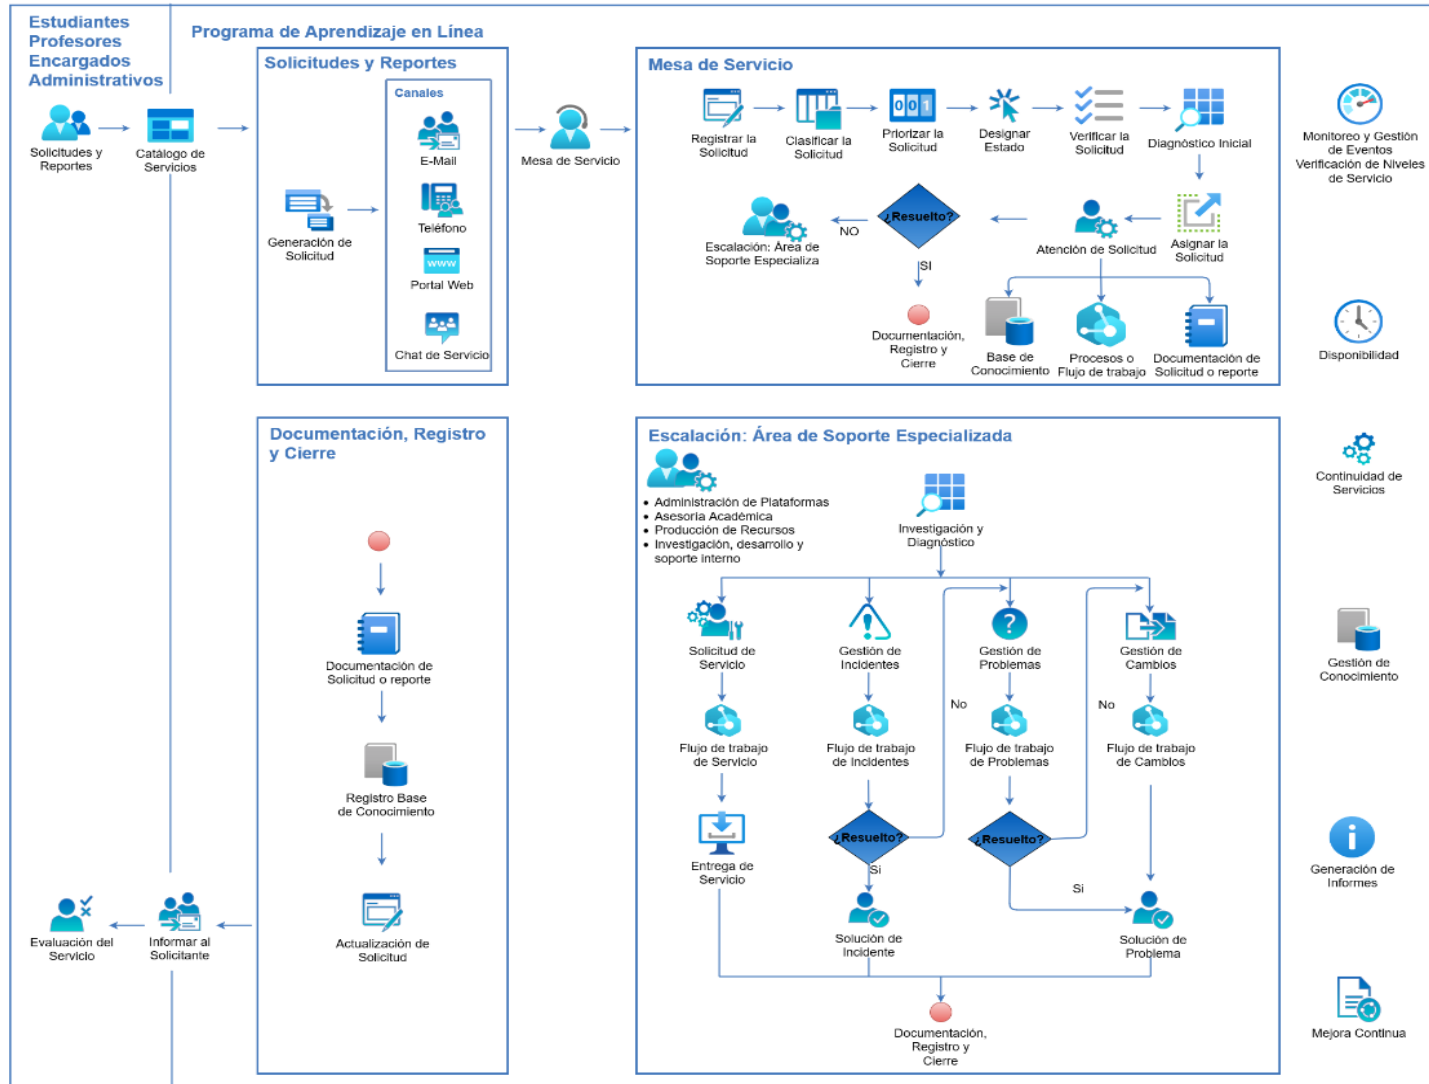 Estudiantes
Profesores
Encargados
Administrativos
Programa de Aprendizaje en Línea
Solicitudes y
Reportes
Catálogo de
Servicios
Solicitudes y Reportes
Canales
E-Mail
Teléfono
www
Portal Web
Chat de Servicio
Generación de
Solicitud
Mesa de Servicio
Mesa de Servicio
Registrar la
Solicitud
Clasificar la
Solicitud
001
Priorizar la
Solicitud
Designar
Estado
Verificar la
Solicitud
Diagnóstico Inicial
Asignar la
Solicitud
Atención de Solicitud
¿Resuelto?
NO
Escalación: Área de
Soporte Especializa
SI
Documentación,
Registro y
Cierre
Base de
Conocimiento
Procesos o
Flujo de trabajo
Documentación de
Solicitud o reporte
Monitoreo y Gestión
de Eventos
Verificación de Niveles
de Servicio
Disponibilidad
Continuidad de
Servicios
Gestión de
Conocimiento
Generación de
Informes
Mejora Continua
Documentación, Registro
y Cierre
Documentación de
Solicitud o reporte
Registro Base
de Conocimiento
Actualización de
Solicitud
Informar al
Solicitante
Evaluación del
Servicio
Escalación: Área de Soporte Especializada
• Administración de Plataformas
• Asesoría Académica
• Producción de Recursos
• Investigación, desarrollo y
soporte interno
Investigación y
Diagnóstico
Solicitud de
Servicio
Gestión de
Incidentes
Gestión de
Problemas
Gestión de
Cambios
No
No
Flujo de trabajo
de Servicio
Flujo de trabajo
de Incidentes
Flujo de trabajo
de Problemas
Flujo de trabajo
de Cambios
¿Resuelto?
¿Resuelto?
Entrega de
Servicio
Si
Si
Solución de
Incidente
Solución de
Problema
Documentación,
Registro y
Cierre